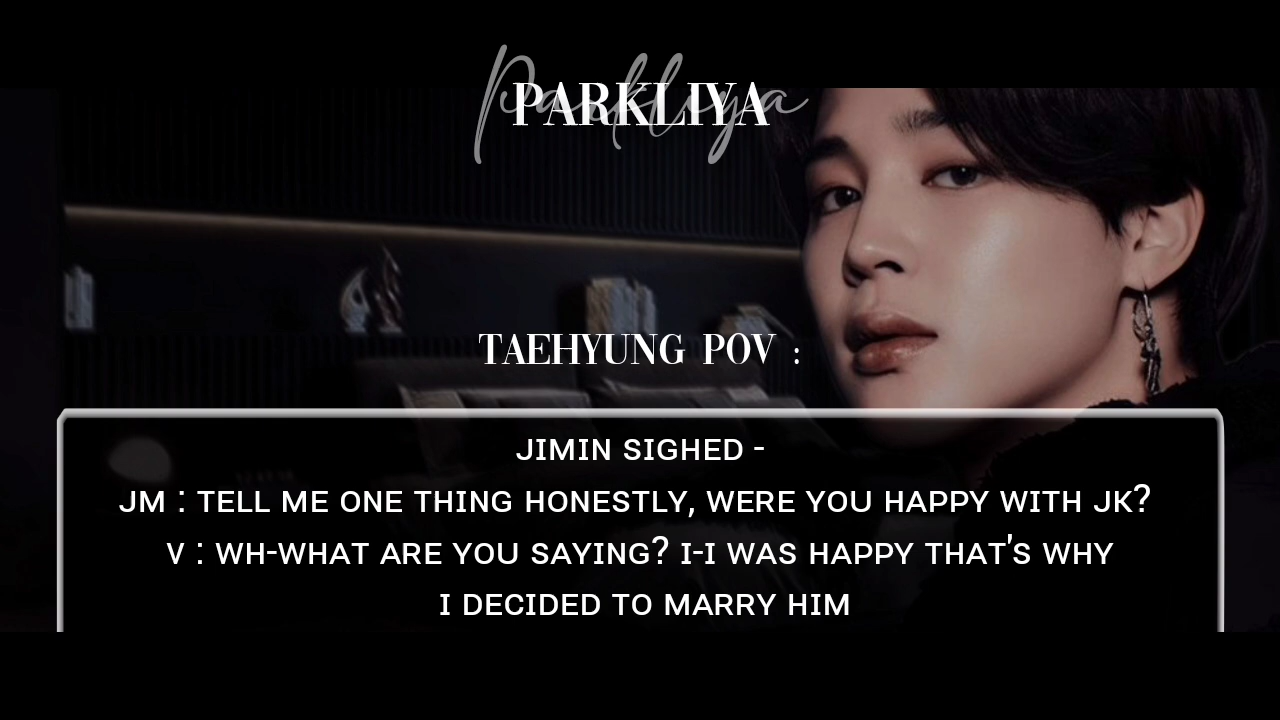 Parkliya
PARKLIYA
TAEHYUNG POV :
JIMIN SIGHED -
JM : TELL ME ONE THING HONESTLY, WERE YOU HAPPY WITH JK?
V : WH-WHAT ARE YOU SAYING? I-I WAS HAPPY THAT'S WHY
I DECIDED TO MARRY HIM